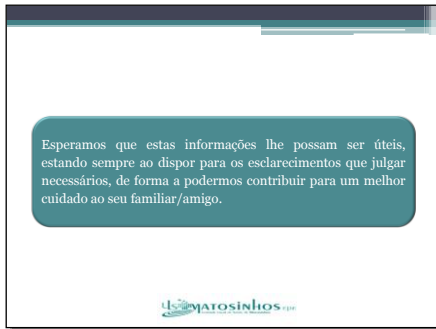 Esperamos que estas informações lhe possam ser úteis,
estando sempre ao dispor para os esclarecimentos que julgar
necessários, de forma a podermos contribuir para um melhor
cuidado ao seu familiar/amigo.
MATOSINHOS epe